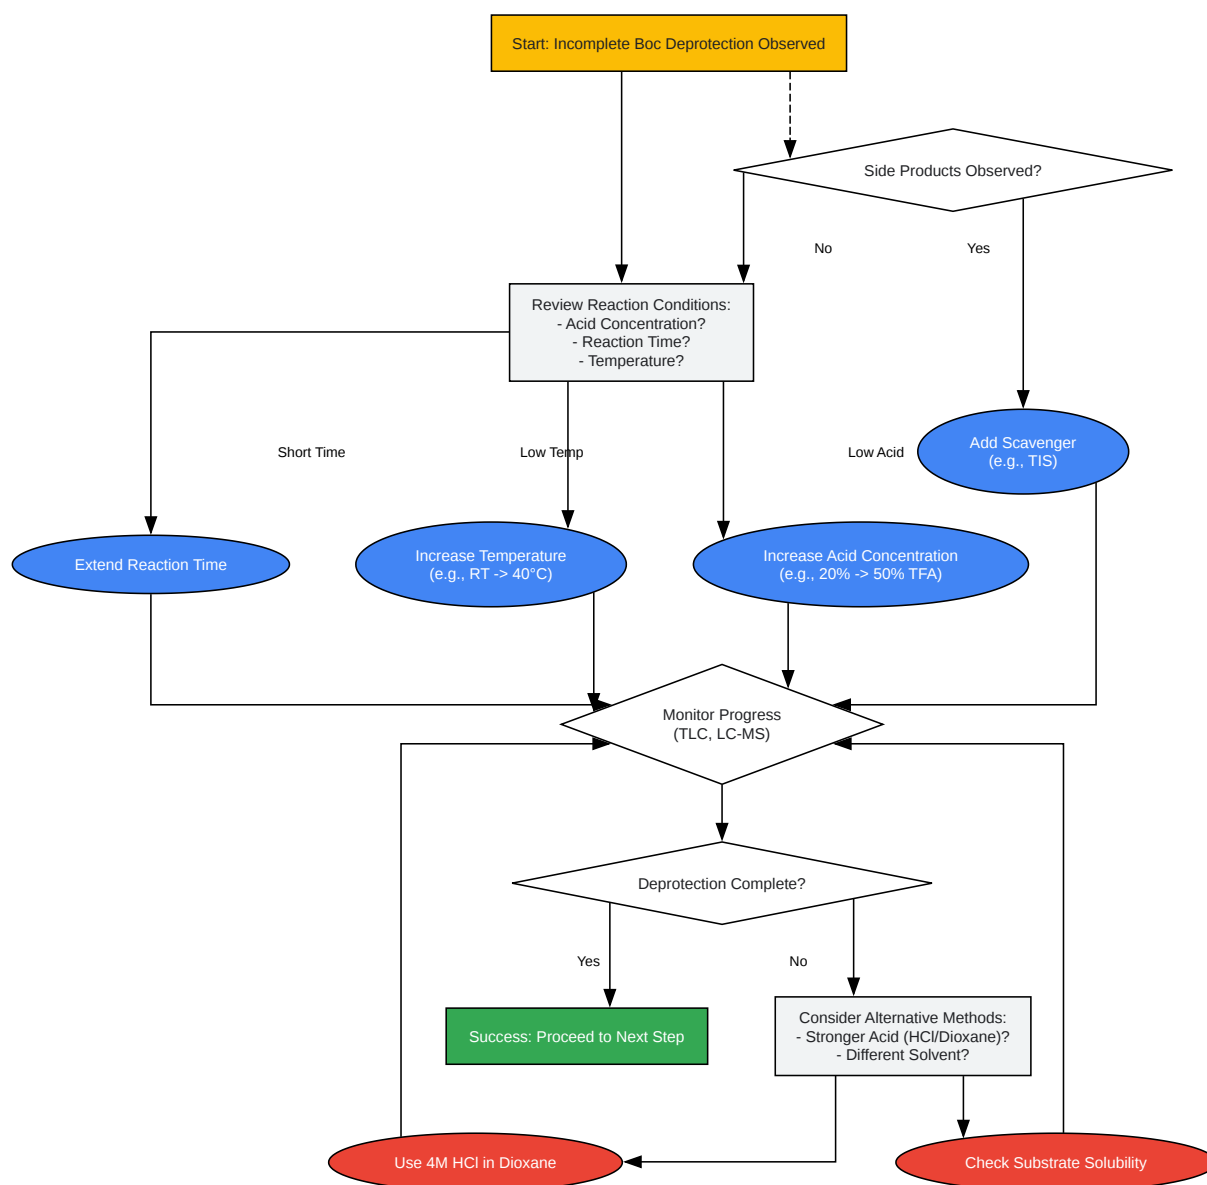 Start: Incomplete Boc Deprotection Observed
Side Products Observed?
No
Yes
Review Reaction Conditions:
- Acid Concentration?
- Reaction Time?
- Temperature?
Short Time
Low Temp
Low Acid
Add Scavenger
(e.g., TIS)
Extend Reaction Time
Increase Temperature
(e.g., RT -> 40°C)
Increase Acid Concentration
(e.g., 20% -> 50% TFA)
Monitor Progress
(TLC, LC-MS)
Deprotection Complete?
Yes
No
Success: Proceed to Next Step
Consider Alternative Methods:
- Stronger Acid (HCl/Dioxane)?
- Different Solvent?
Use 4M HCl in Dioxane
Check Substrate Solubility